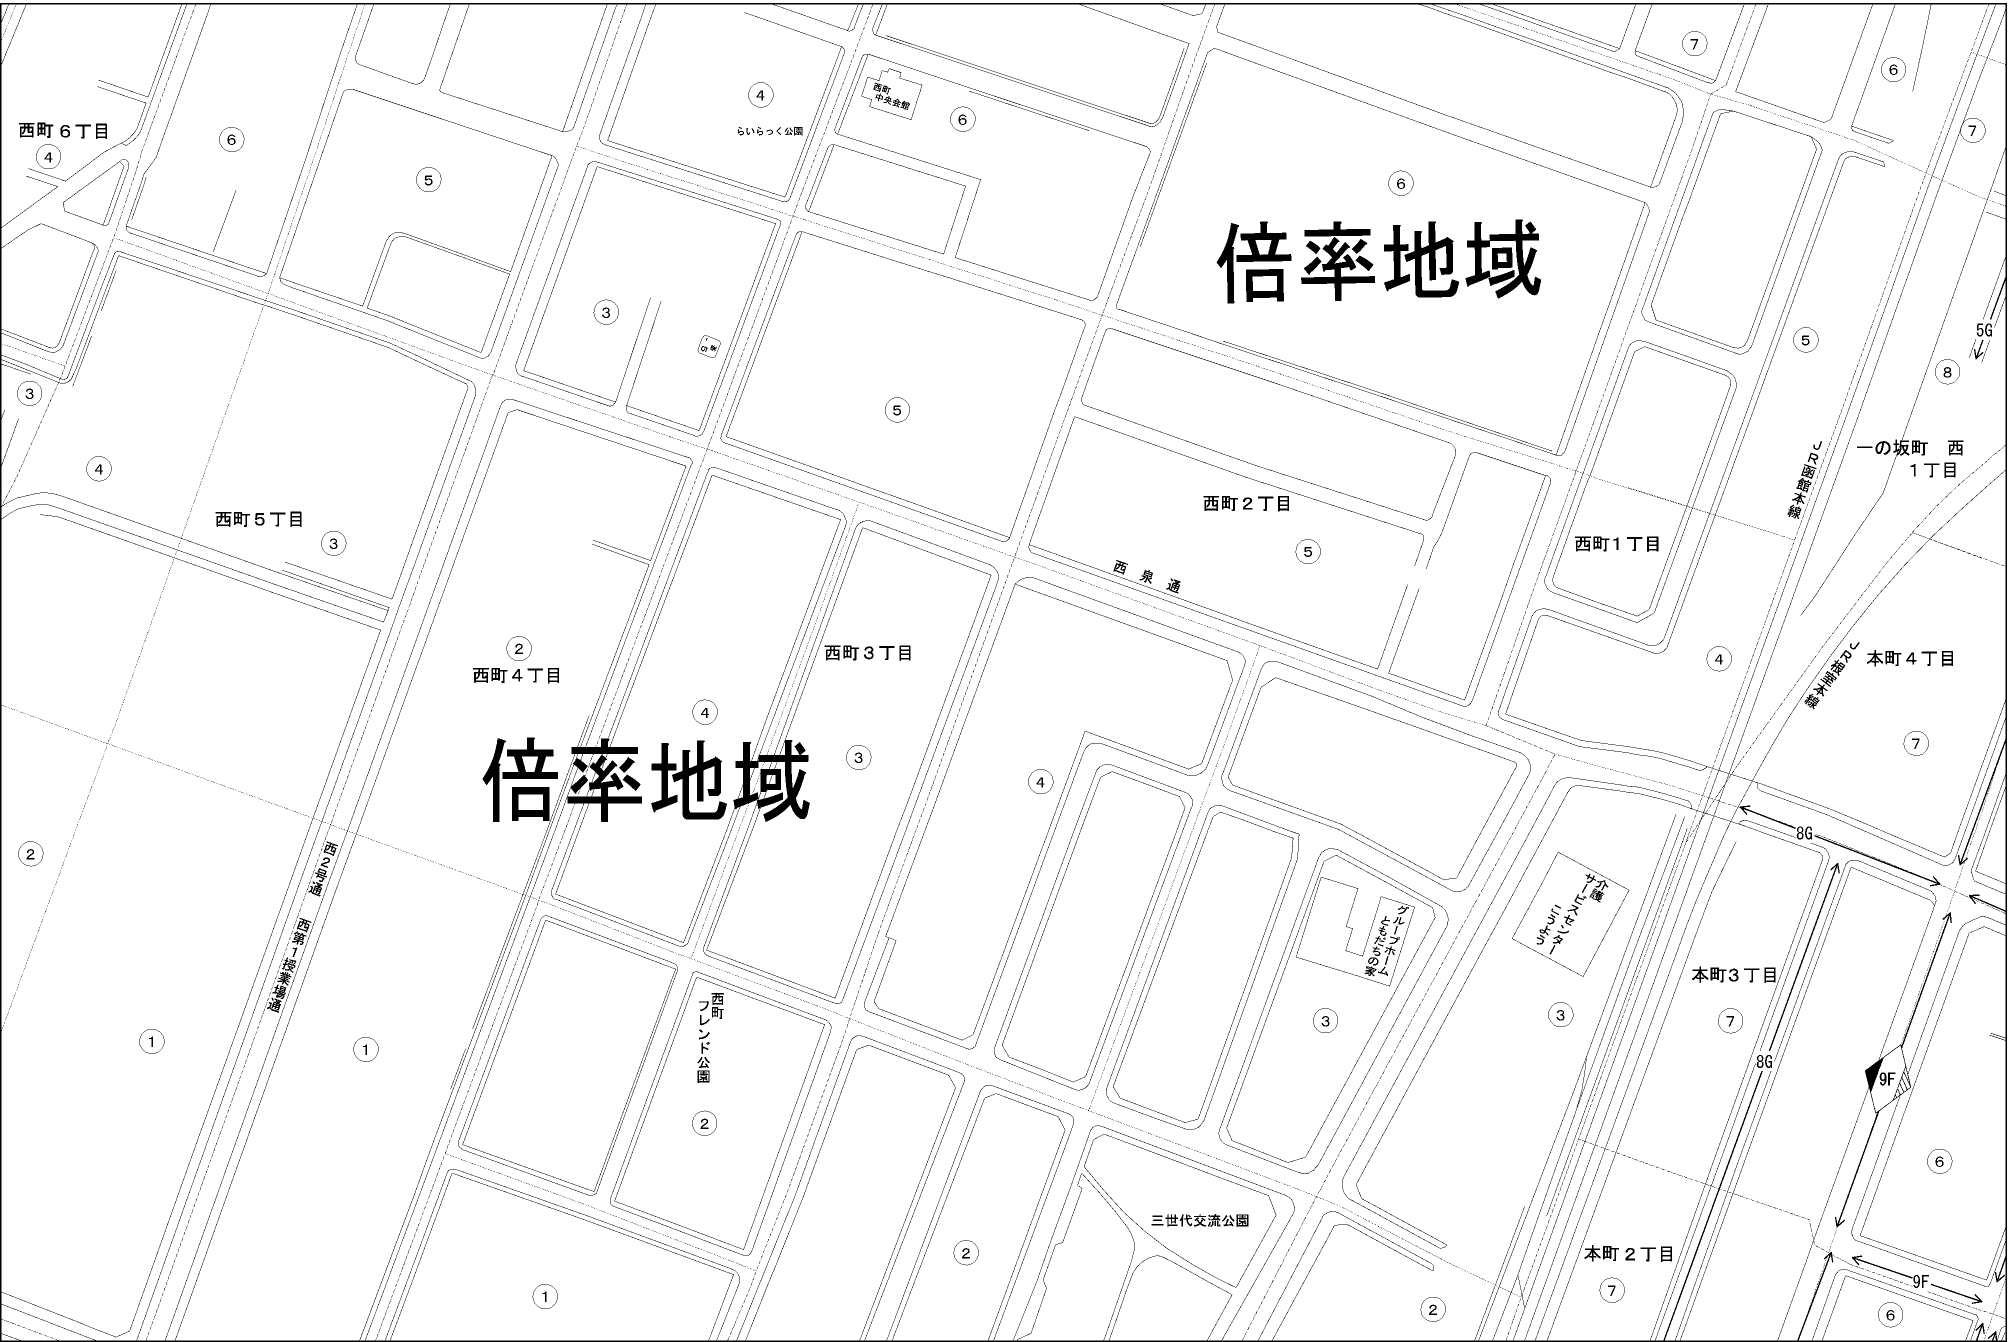 ⑦
⑥
④
西町
中央会館
⑥
⑦
西町６丁目
④
⑥
らいらっく公園
⑤
⑥
倍率地域
③
5G
⑤
⑧
③
⑤
一の坂町　西
１丁目
④
JR函館本線
西町２丁目
西町５丁目
③
⑤
西町１丁目
西泉通
②
西町４丁目
西町３丁目
④
本町４丁目
JR根室本線
④
③
⑦
倍率地域
④
8G
②
西２号通
西第１授業場通
介護
サービスセンター
こうよう
グループホーム
ともだちの家
本町３丁目
西町
フレンド公園
③
③
⑦
①
①
8G
9F
②
⑥
三世代交流公園
②
本町２丁目
9F
⑦
①
②
⑥